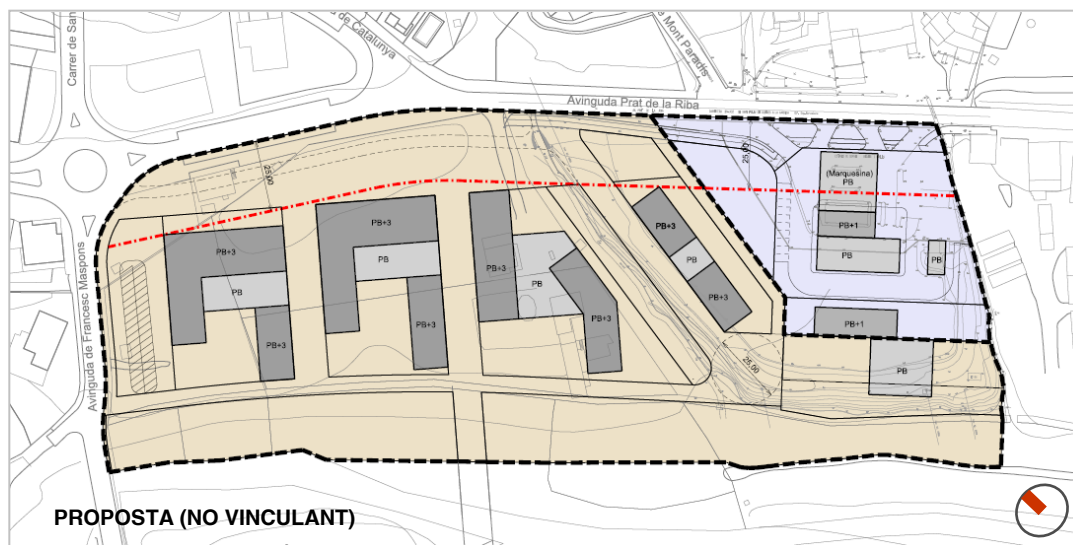 Carrer de San
de Catalunya
e Mont Paradís
Avinguda Prat de la Riba
Avinguda de Francesc Maspons
25.00
25.00
(Marquesina)
PB
PB+1
PB
PB
PB+1
PB
PB+3
PB
PB+3
PB+3
PB
PB+3
PB+3
PB
PB+3
PB+3
PB
PB+3
25.00
PROPOSTA (NO VINCULANT)